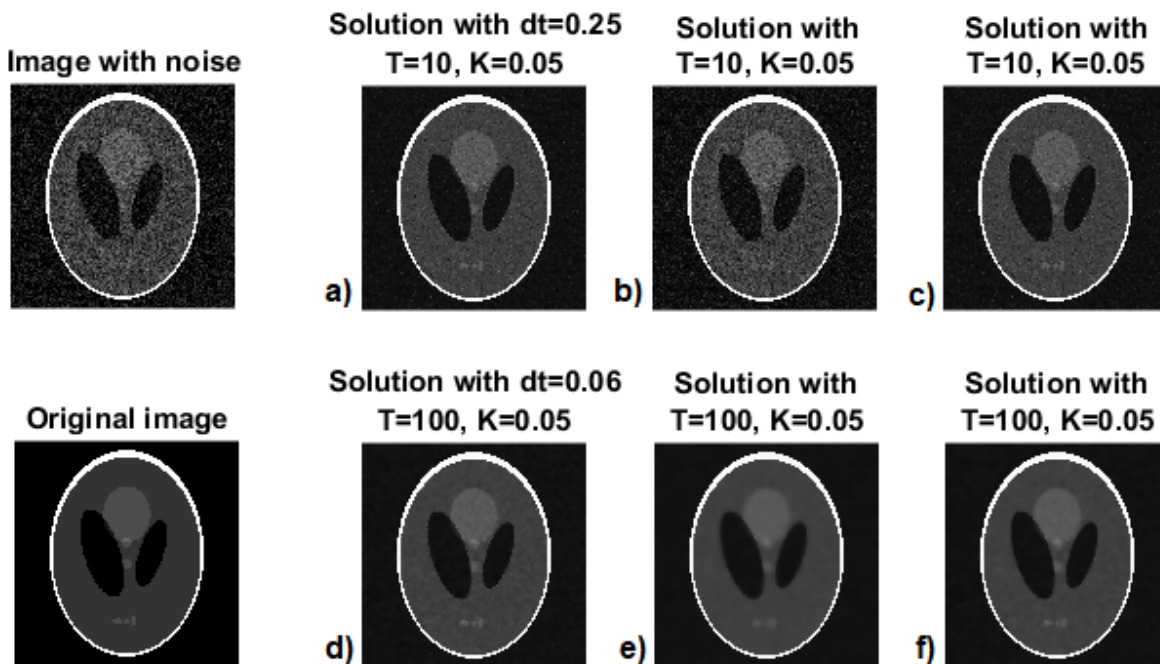 Image with noise
Solution with dt=0.25
T=10, K=0.05
Solution with
T=10, K=0.05
Solution with
T=10, K=0.05
a)
b)
c)
Original image
Solution with dt=0.06
T=100, K=0.05
Solution with
T=100, K=0.05
Solution with
T=100, K=0.05
d)
e)
f)